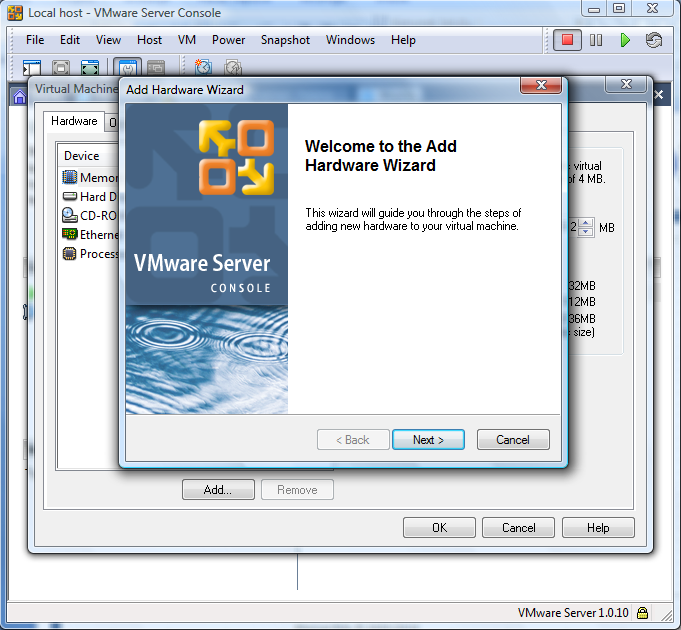 Local host - VMware Server Console
File Edit View Host VM Power Snapshot Windows Help
Virtual Machine
Add Hardware Wizard
Hardware
Device
Memor
Hard D
CD-RO
Etherne
Process
VMware Server
CONSOLE
Welcome to the Add
Hardware Wizard
This wizard will guide you through the steps of
adding new hardware to your virtual machine.
virtual
of 4 MB.
2 MB
32MB
12MB
36MB
size)
< Back Next > Cancel
Add... Remove
OK Cancel Help
VMware Server 1.0.10